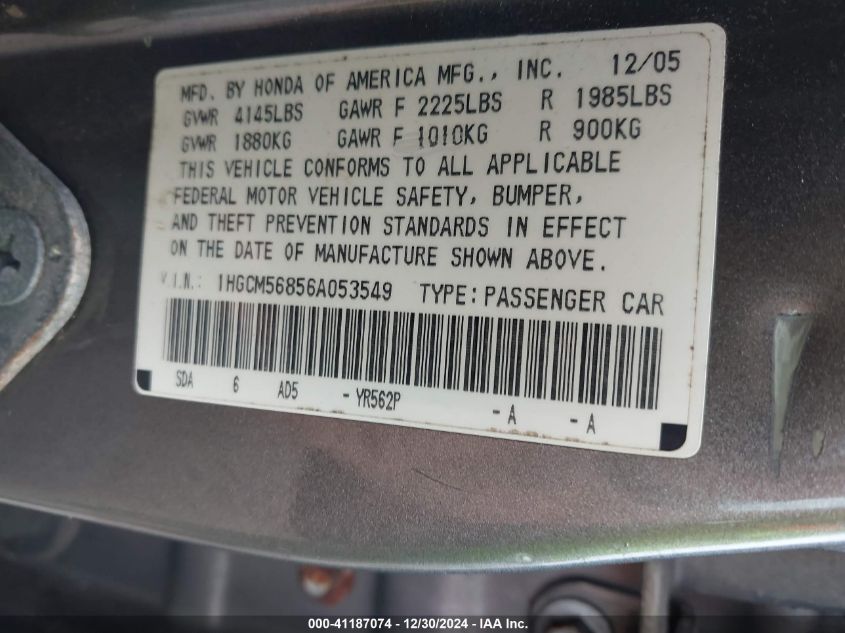 MFD. BY HONDA OF AMERICA MFG., INC. 12/05
GVWR 4145LBS GAWR F 2225LBS R 1985LBS
GVWR 1880KG GAWR F 1010KG R 900KG
THIS VEHICLE CONFORMS TO ALL APPLICABLE
FEDERAL MOTOR VEHICLE SAFETY, BUMPER,
AND THEFT PREVENTION STANDARDS IN EFFECT
ON THE DATE OF MANUFACTURE SHOWN ABOVE.
V.I.N.: 1HGCM56856A053549 TYPE: PASSENGER CAR
SDA 6 AD5 -YR562P -A -A
000-41187074 - 12/30/2024 - IAA Inc.